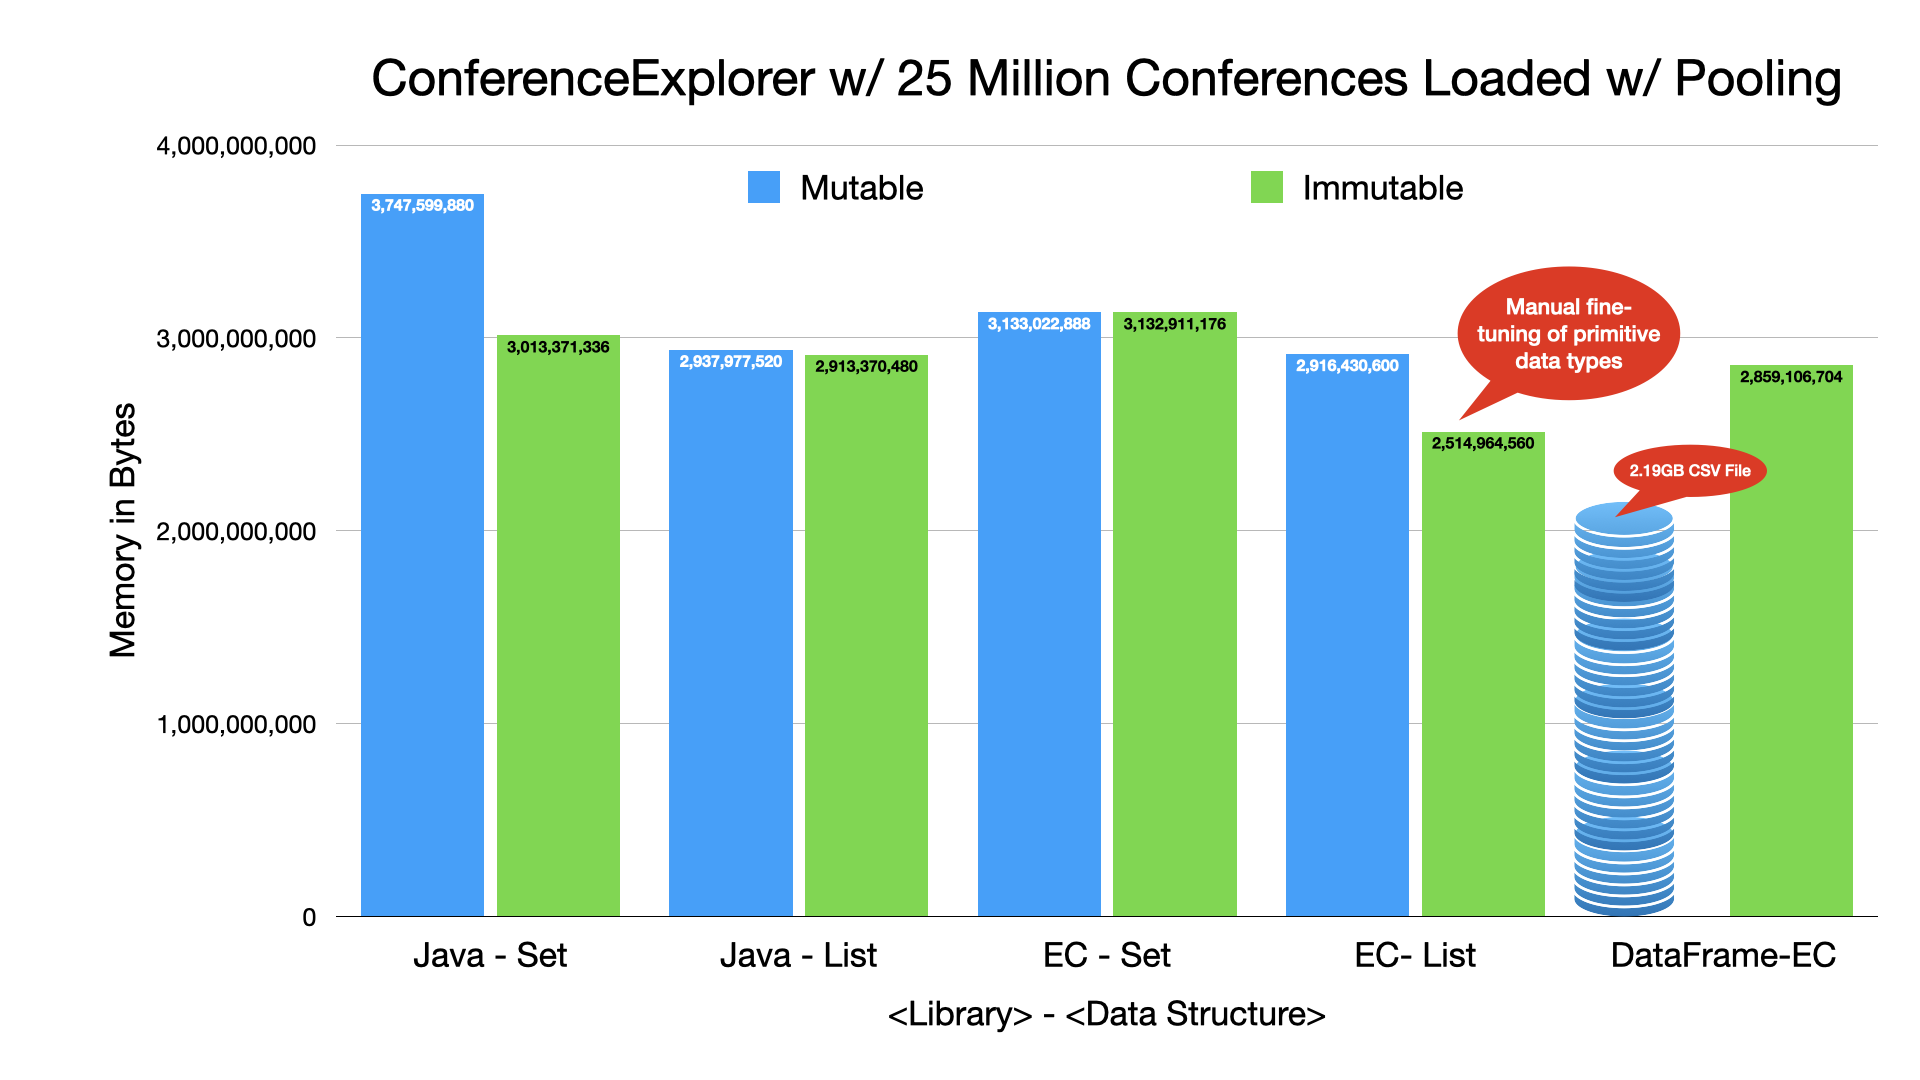 ConferenceExplorer w/ 25 Million Conferences Loaded w/ Pooling
4,000,000,000
3,000,000,000
2,000,000,000
1,000,000,000
0
Memory in Bytes
Mutable
Immutable
3,747,599,880
3,013,371,336
2,937,977,520
2,913,370,480
3,133,022,888
3,132,911,176
2,916,430,600
2,514,964,560
2,859,106,704
Manual fine-
tuning of primitive
data types
2.19GB CSV File
Java - Set
Java - List
EC - Set
EC- List
DataFrame-EC
<Library> - <Data Structure>